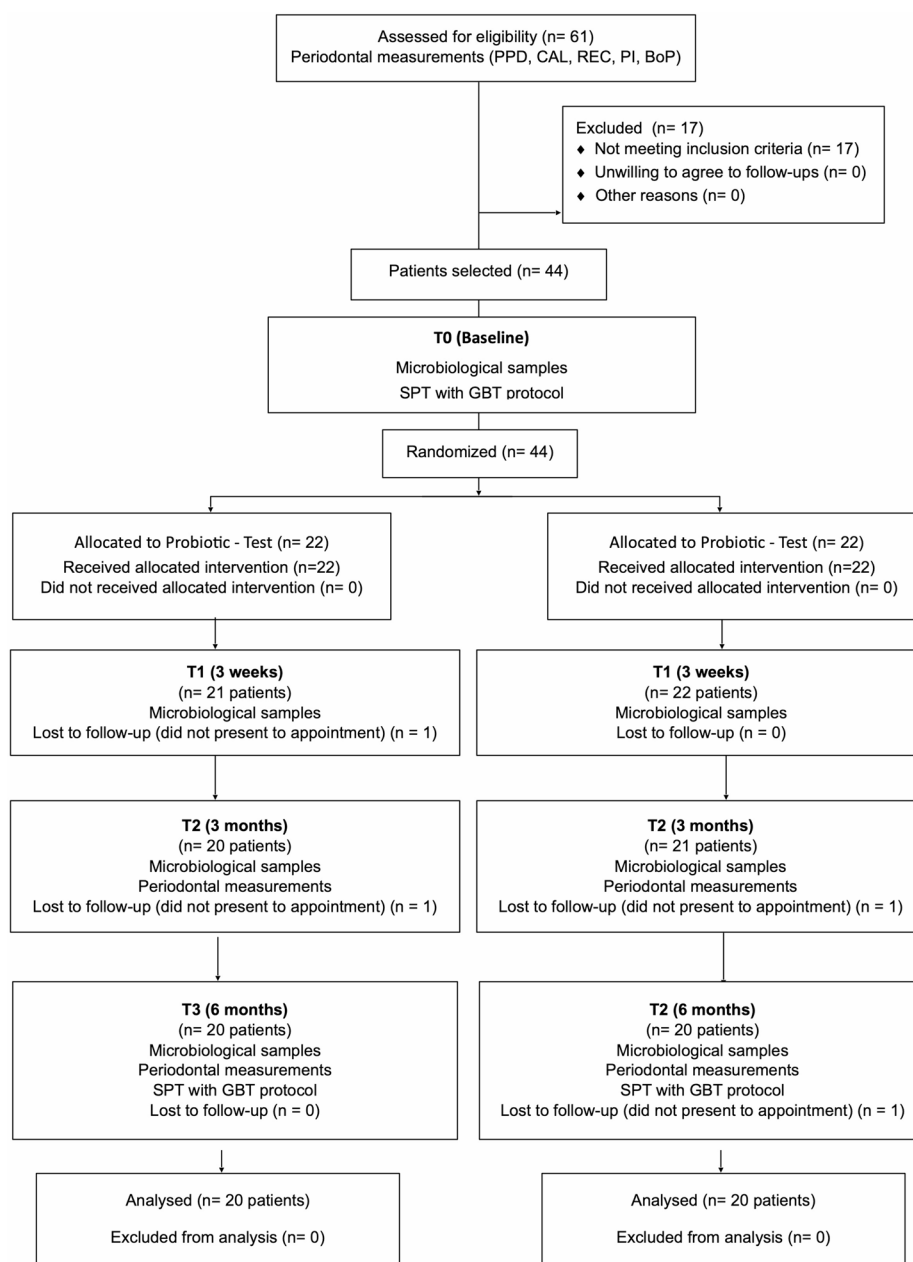 Assessed for eligibility (n= 61)
Periodontal measurements (PPD, CAL, REC, PI, BoP)
Excluded (n= 17)
♦ Not meeting inclusion criteria (n= 17)
♦ Unwilling to agree to follow-ups (n= 0)
♦ Other reasons (n= 0)
Patients selected (n= 44)
T0 (Baseline)
Microbiological samples
SPT with GBT protocol
Randomized (n= 44)
Allocated to Probiotic - Test (n= 22)
Received allocated intervention (n=22)
Did not received allocated intervention (n= 0)
Allocated to Probiotic - Test (n= 22)
Received allocated intervention (n=22)
Did not received allocated intervention (n= 0)
T1 (3 weeks)
(n= 21 patients)
Microbiological samples
Lost to follow-up (did not present to appointment) (n = 1)
T1 (3 weeks)
(n= 22 patients)
Microbiological samples
Lost to follow-up (n = 0)
T2 (3 months)
(n= 20 patients)
Microbiological samples
Periodontal measurements
Lost to follow-up (did not present to appointment) (n = 1)
T2 (3 months)
(n= 21 patients)
Microbiological samples
Periodontal measurements
Lost to follow-up (did not present to appointment) (n = 1)
T3 (6 months)
(n= 20 patients)
Microbiological samples
Periodontal measurements
SPT with GBT protocol
Lost to follow-up (n = 0)
T2 (6 months)
(n= 20 patients)
Microbiological samples
Periodontal measurements
SPT with GBT protocol
Lost to follow-up (did not present to appointment) (n = 1)
Analysed (n= 20 patients)
Excluded from analysis (n= 0)
Analysed (n= 20 patients)
Excluded from analysis (n= 0)